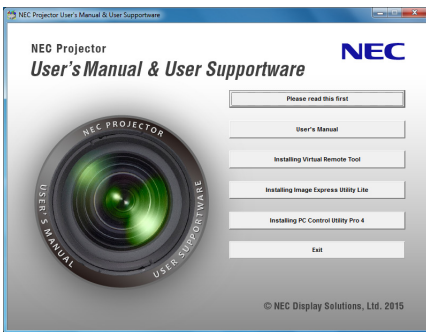 NEC Projector User's Manual & User Supportware
NEC Projector
NEC
User's Manual & User Supportware
Please read this first
NEC PROJECTOR
User's Manual
Installing Virtual Remote Tool
Installing Image Express Utility Lite
USER'S MANUAL
USER SUPPORTWARE
Installing PC Control Utility Pro 4
Exit
© NEC Display Solutions, Ltd. 2015